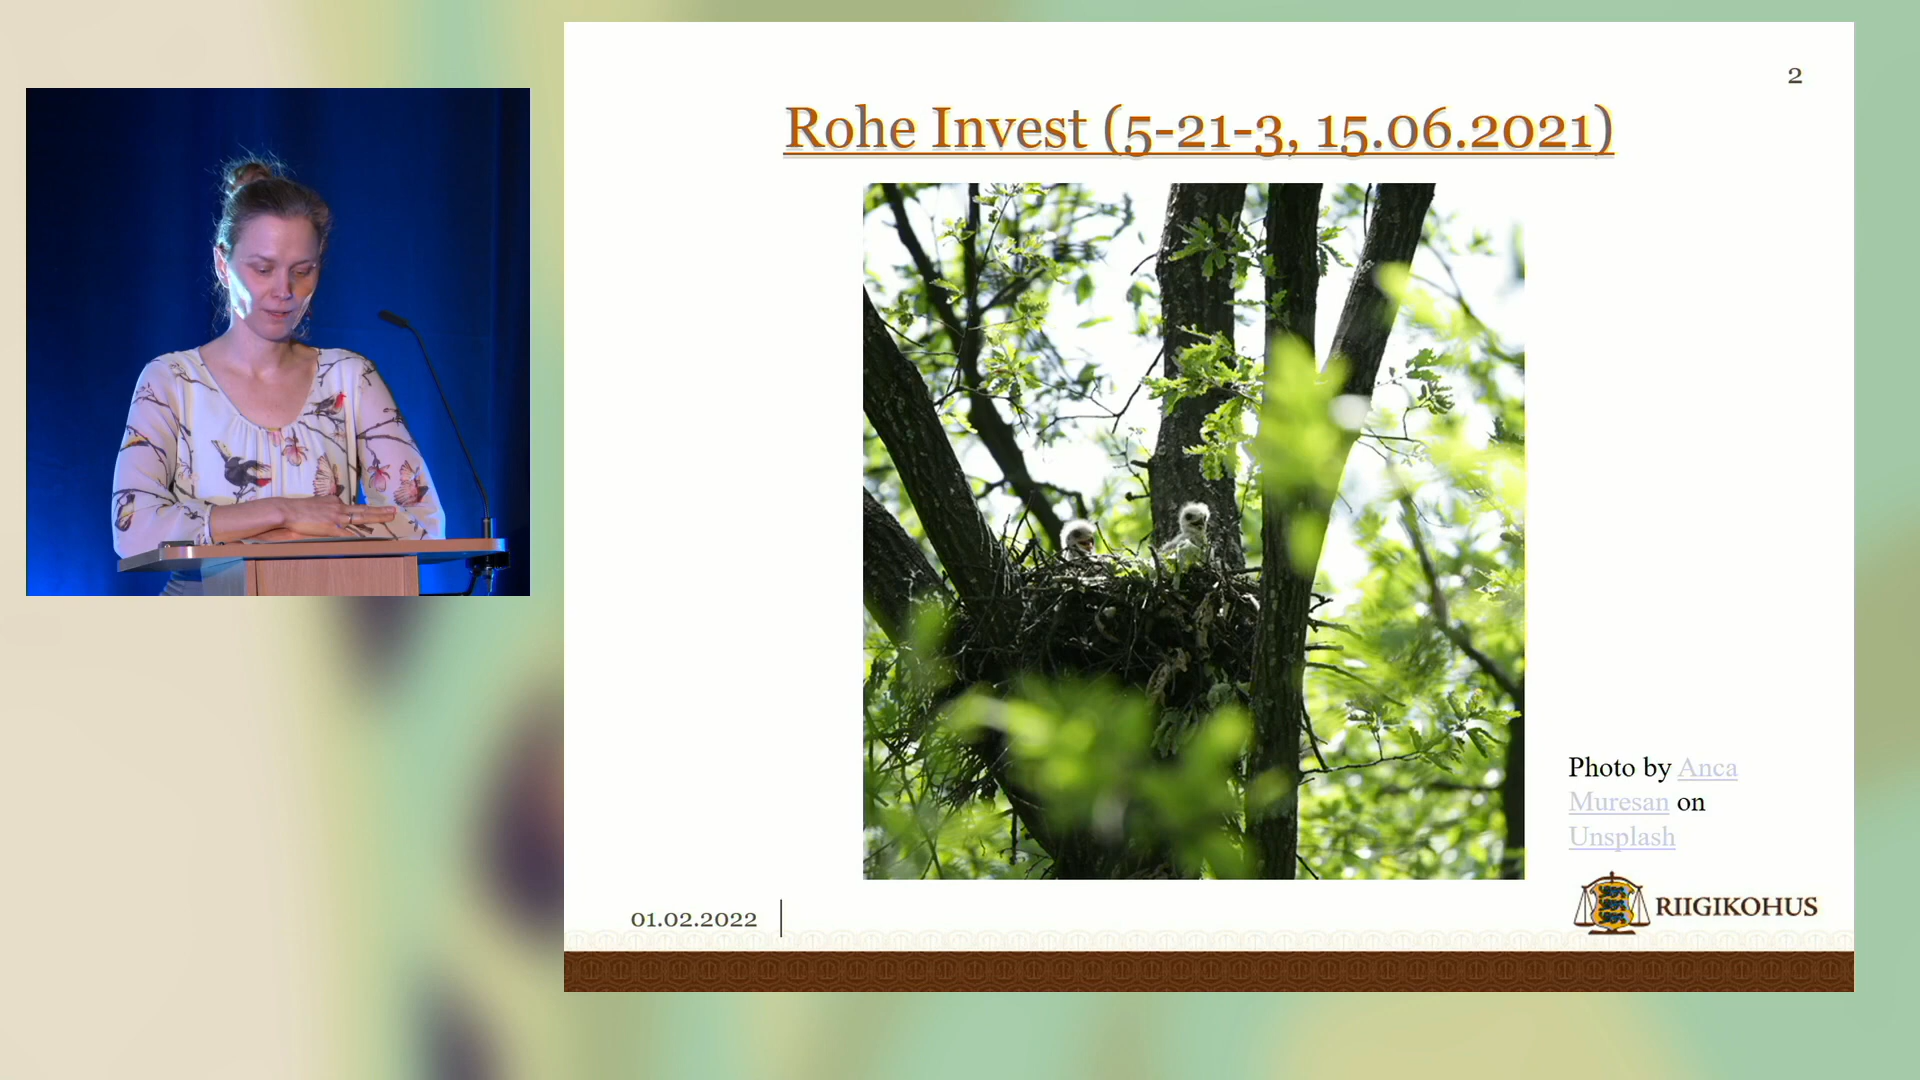 2
Rohe Invest (5-21-3, 15.06.2021)
Photo by Anca
Muresan on
Unsplash
01.02.2022
RIIGIKOHUS